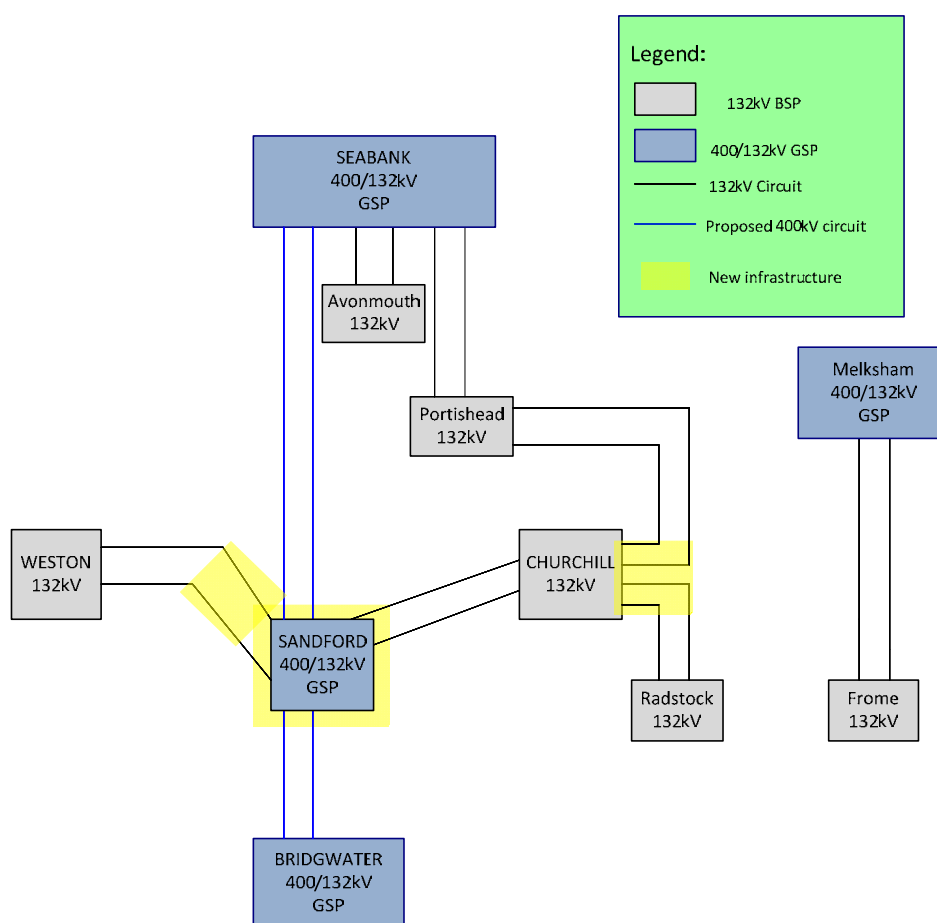 Legend:
132kV BSP
400/132kV GSP
132kV Circuit
Proposed 400kV circuit
New infrastructure
SEABANK
400/132kV
GSP
Avonmouth
132kV
Melksham
400/132kV
GSP
Portishead
132kV
WESTON
132kV
CHURCHILL
132kV
SANDFORD
400/132kV
GSP
Radstock
132kV
Frome
132kV
BRIDGWATER
400/132kV
GSP